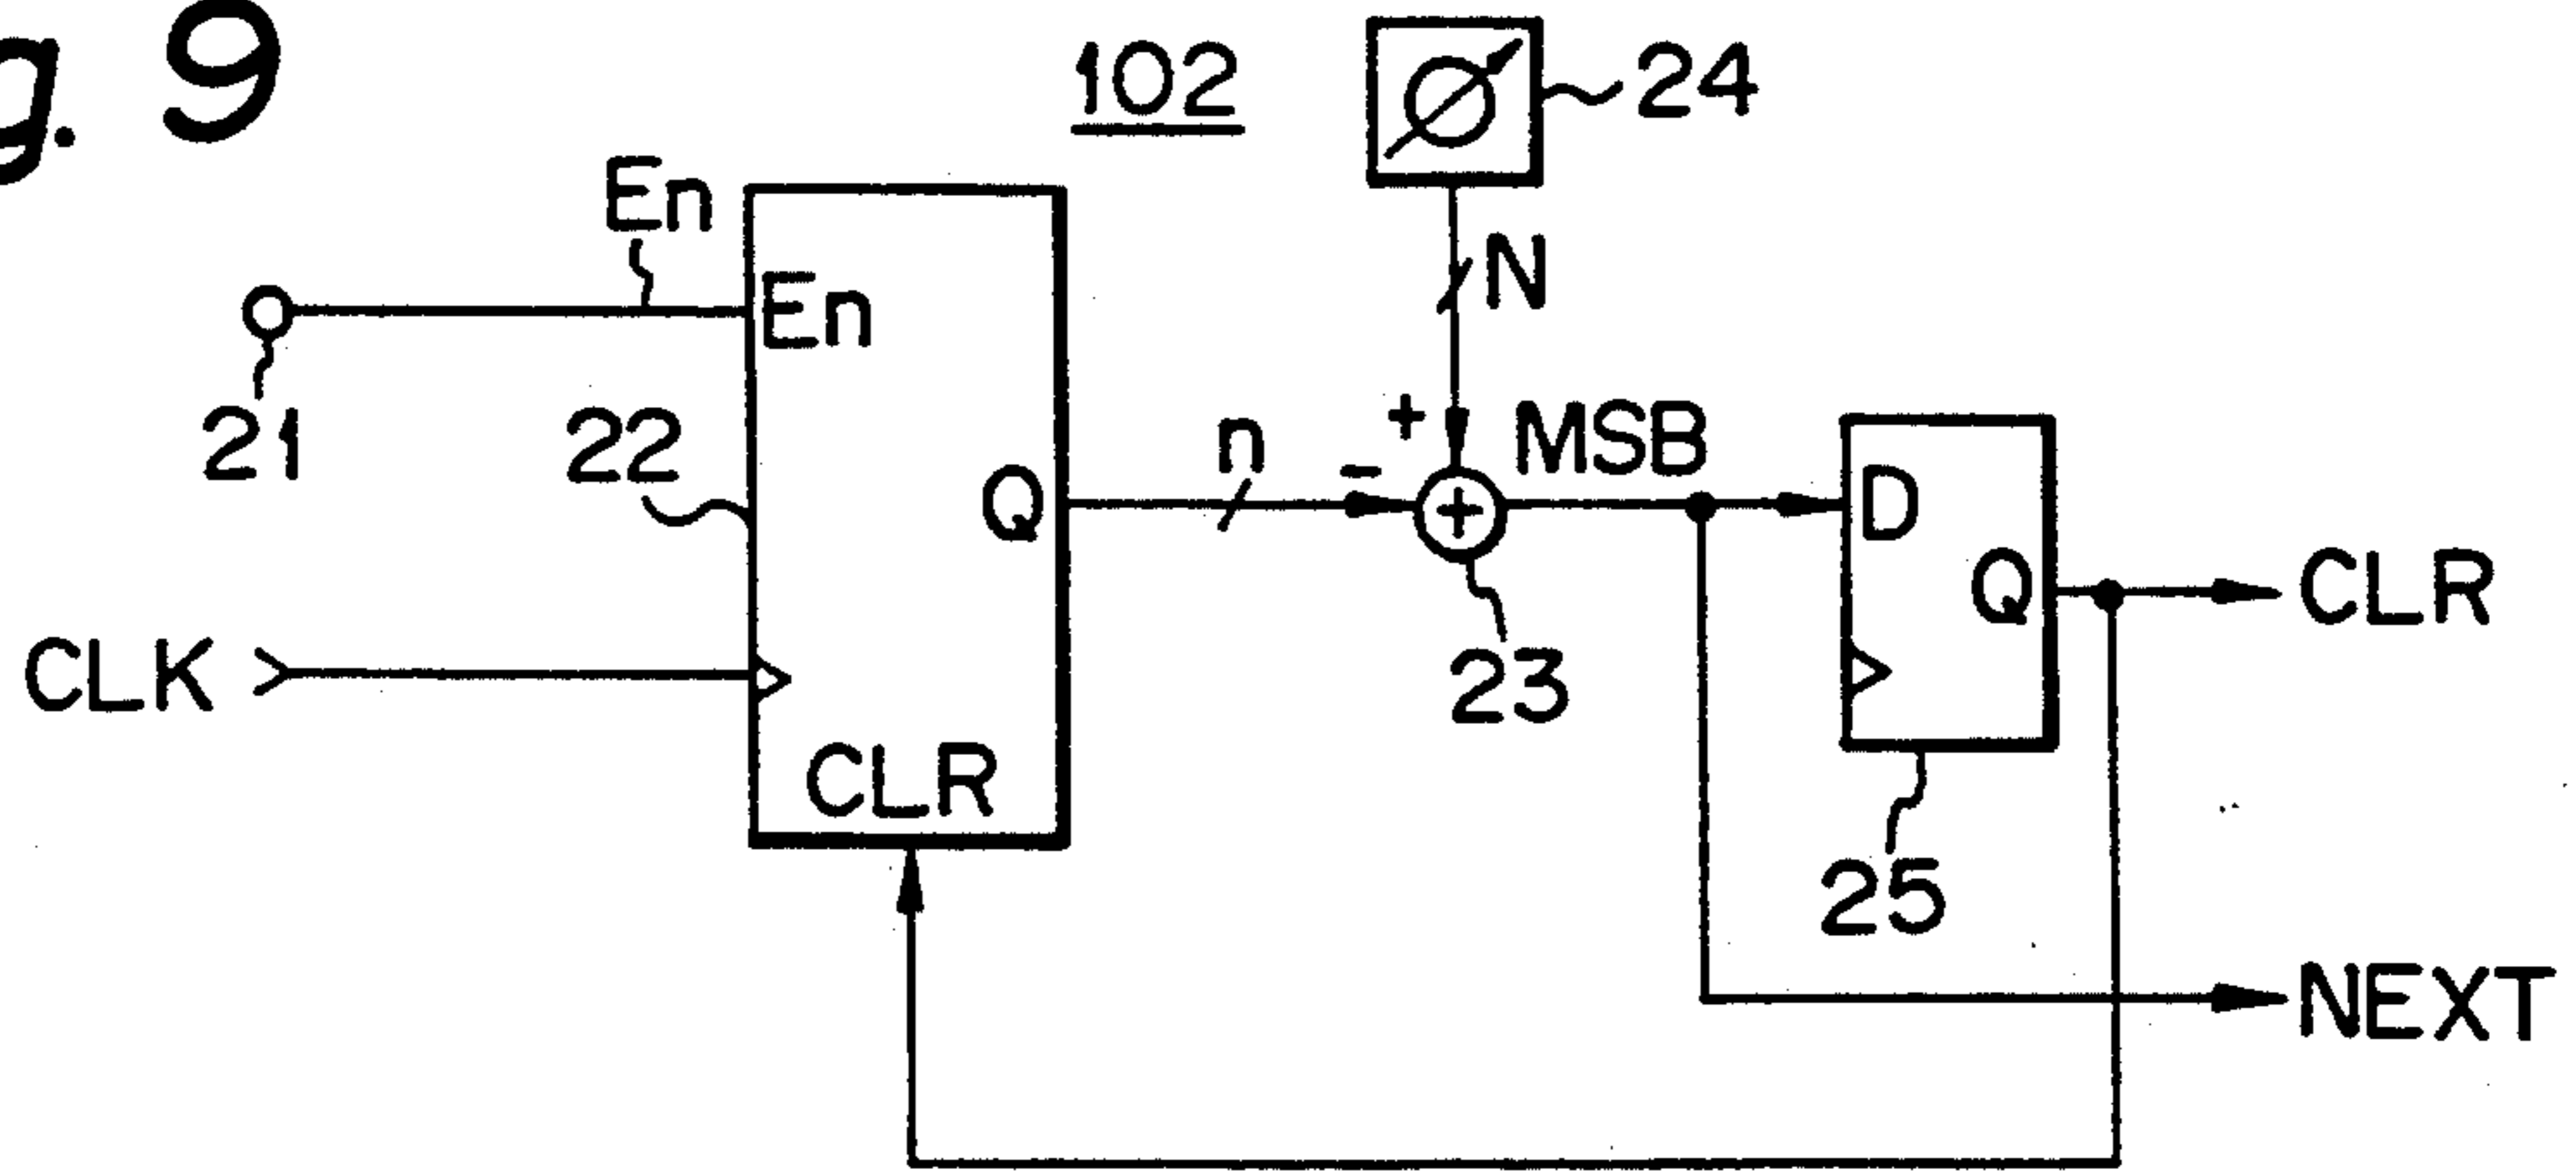 g. 9
102
24
En
N
En
21
22
n
+
-
MSB
+
Q
D
Q
CLR
23
CLK
CLR
25
NEXT